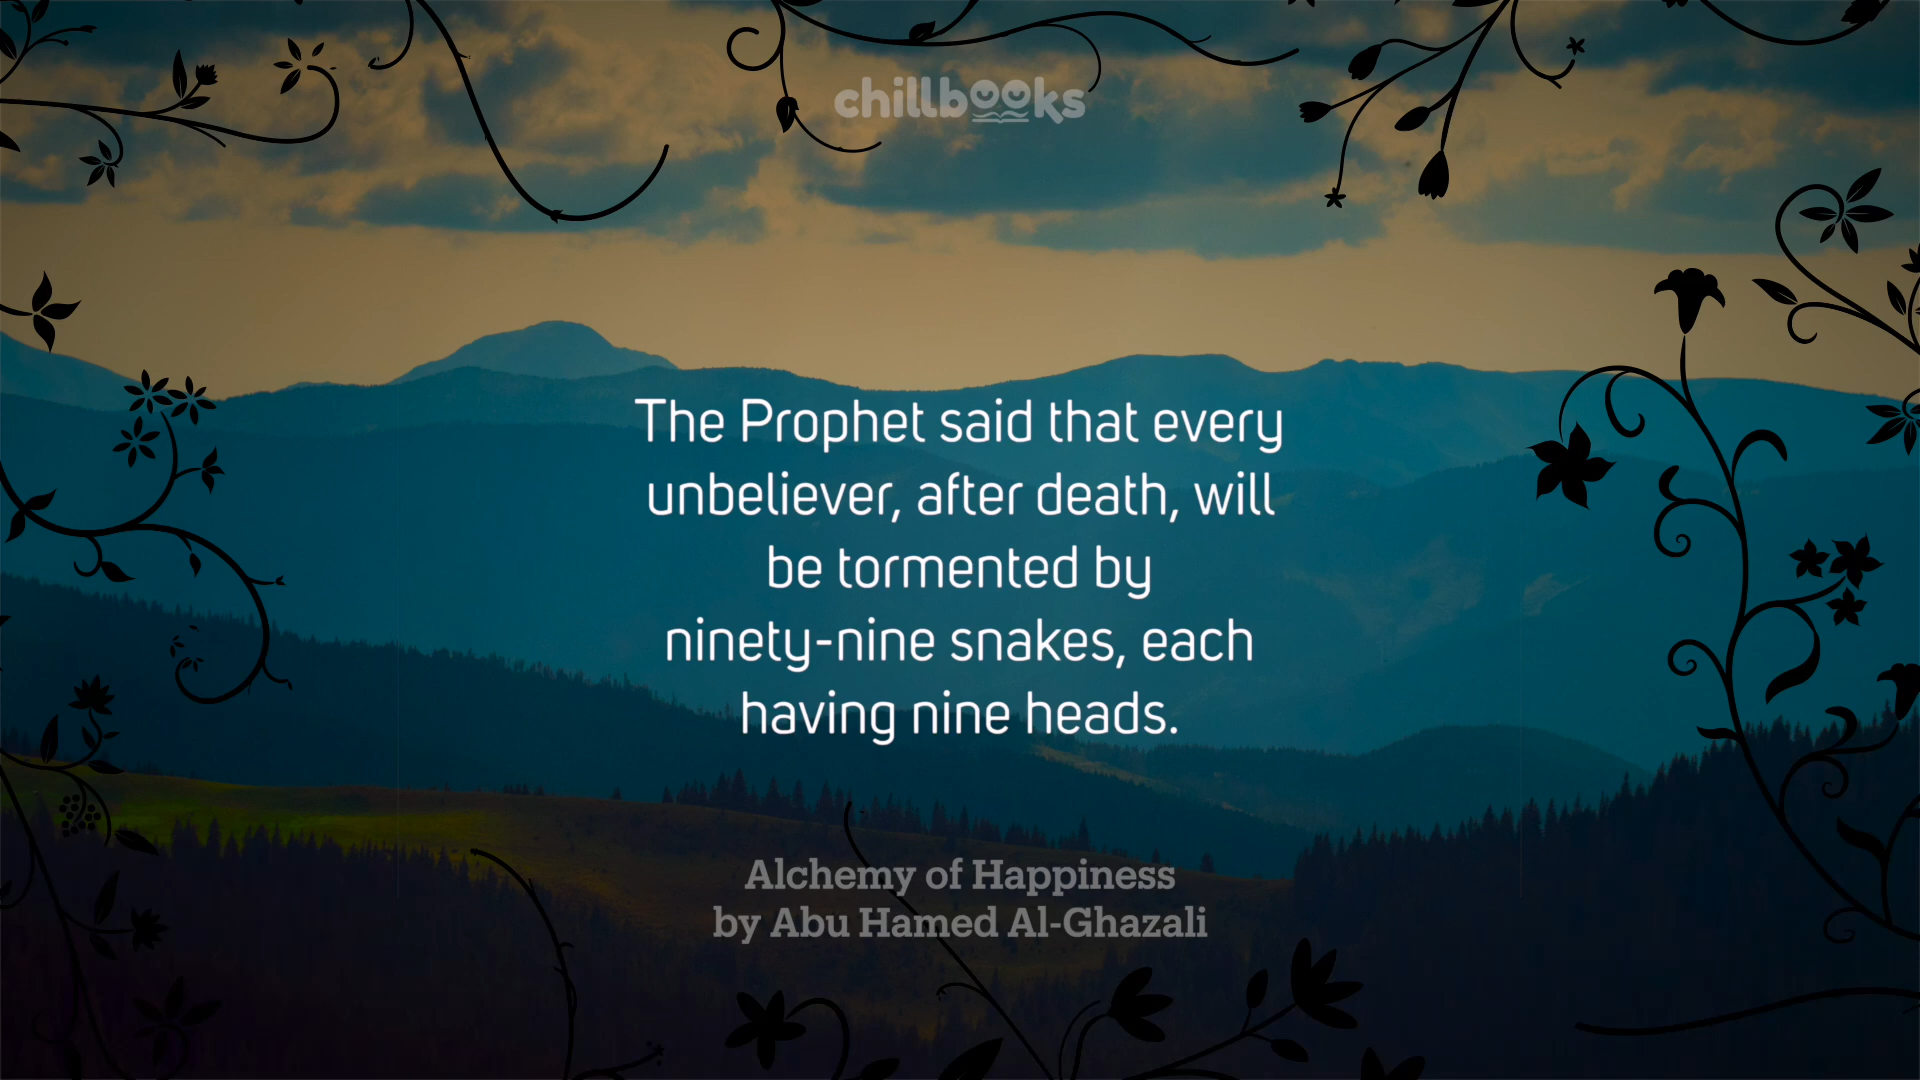 chillbooks
The Prophet said that every
unbeliever, after death, will
be tormented by
ninety-nine snakes, each
having nine heads.
Alchemy of Happiness
by Abu Hamed Al-Ghazali